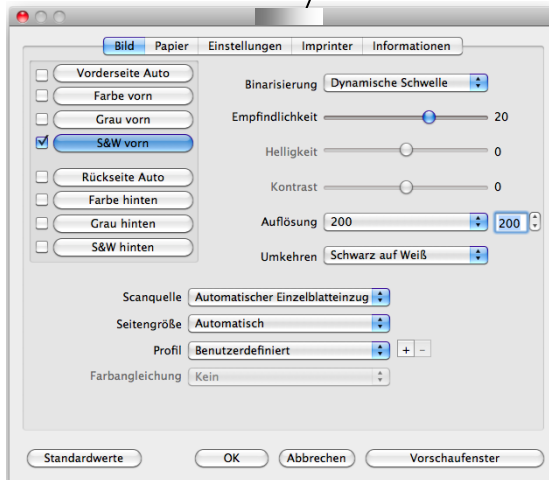 Bild Papier Einstellungen Imprinter Informationen
Vorderseite Auto
Farbe vorn
Grau vorn
S&W vorn
Rückseite Auto
Farbe hinten
Grau hinten
S&W hinten
Binarisierung Dynamische Schwelle
Empfindlichkeit 20
Helligkeit 0
Kontrast 0
Auflösung 200 200
Umkehren Schwarz auf Weiß
Scanquelle Automatischer Einzelblatteinzug
Seitengröße Automatisch
Profil Benutzerdefiniert + -
Farbangleichung Kein
Standardwerte OK Abbrechen Vorschaufenster